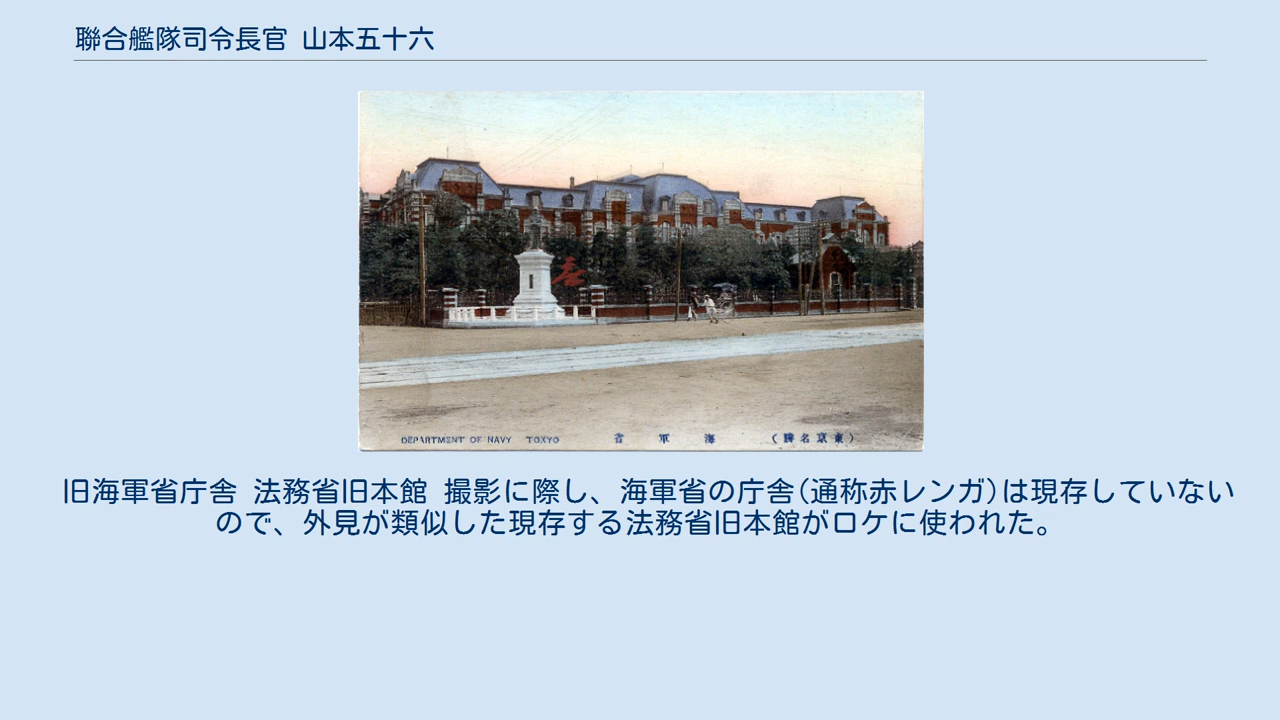 聯合艦隊司令長官 山本五十六
DEPARTMENT OF NAVY TOKYO
省軍海
（勝名京東）
旧海軍省庁舎 法務省旧本館 撮影に際し、海軍省の庁舎(通称赤レンガ)は現存していない
ので、外見が類似した現存する法務省旧本館がロケに使われた。